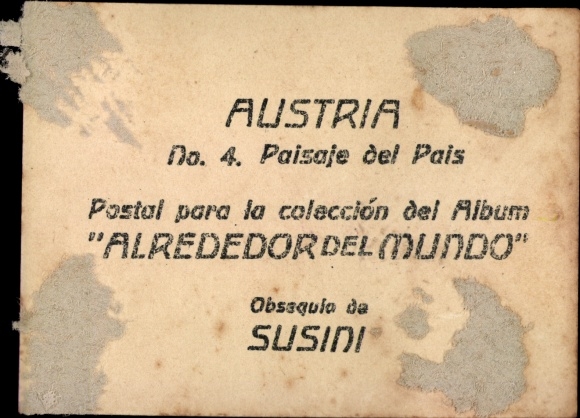 AUSTRIA
No. 4. Paisaje del Pais
Postal para la colección del Album
"ALREDEDOR DEL MUNDO"
Obsequio de
SUSINI